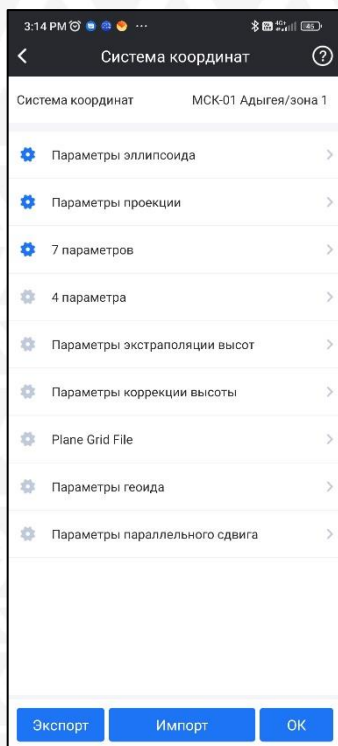 3:14 PM ... 45
Система координат
Система координат МСК-01 Адыгея/зона 1
Параметры эллипсоида
Параметры проекции
7 параметров
4 параметра
Параметры экстраполяции высот
Параметры коррекции высоты
Plane Grid File
Параметры геоида
Параметры параллельного сдвига
Экспорт Импорт OK